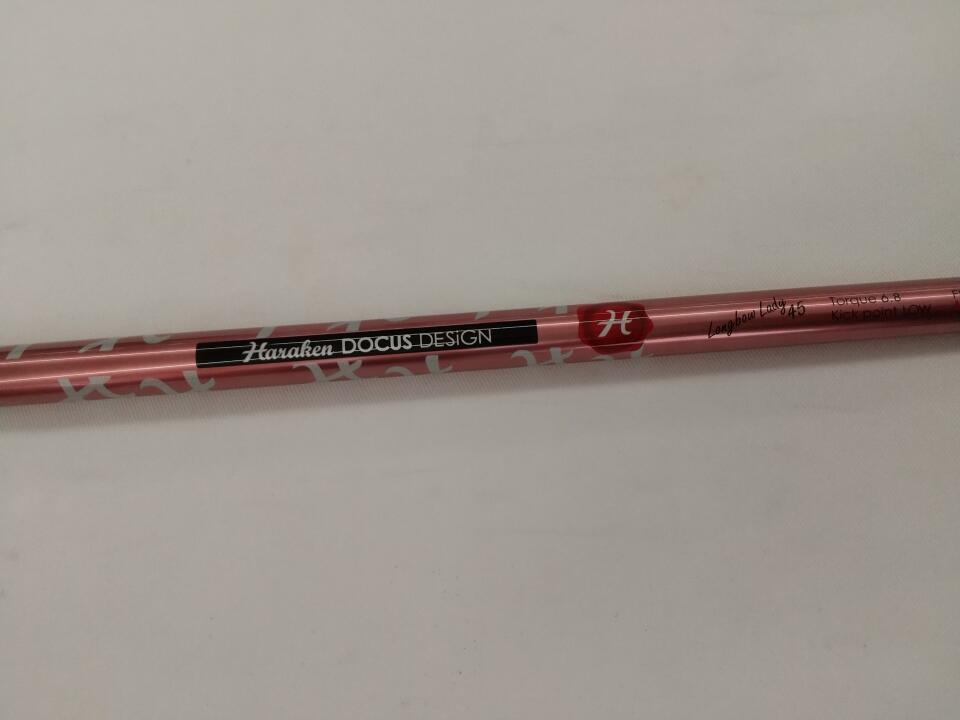 Haraken DOCUS DESiGN
H
Longbow Lady 45
Torque 6.8
Kick point LOW